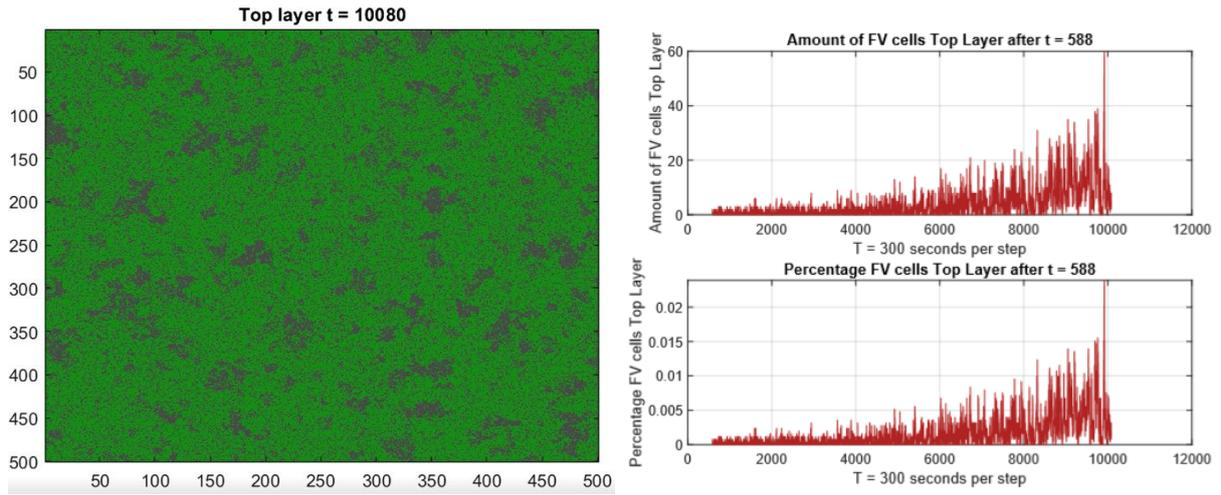 Top layer t = 10080
50
100
150
200
250
300
350
400
450
500
50 100 150 200 250 300 350 400 450 500
Amount of FV cells Top Layer after t = 588
Amount of FV cells Top Layer
60
40
20
0
0 2000 4000 6000 8000 10000 12000
T = 300 seconds per step
Percentage FV cells Top Layer after t = 588
Percentage FV cells Top Layer
0.02
0.015
0.01
0.005
0
0 2000 4000 6000 8000 10000 12000
T = 300 seconds per step